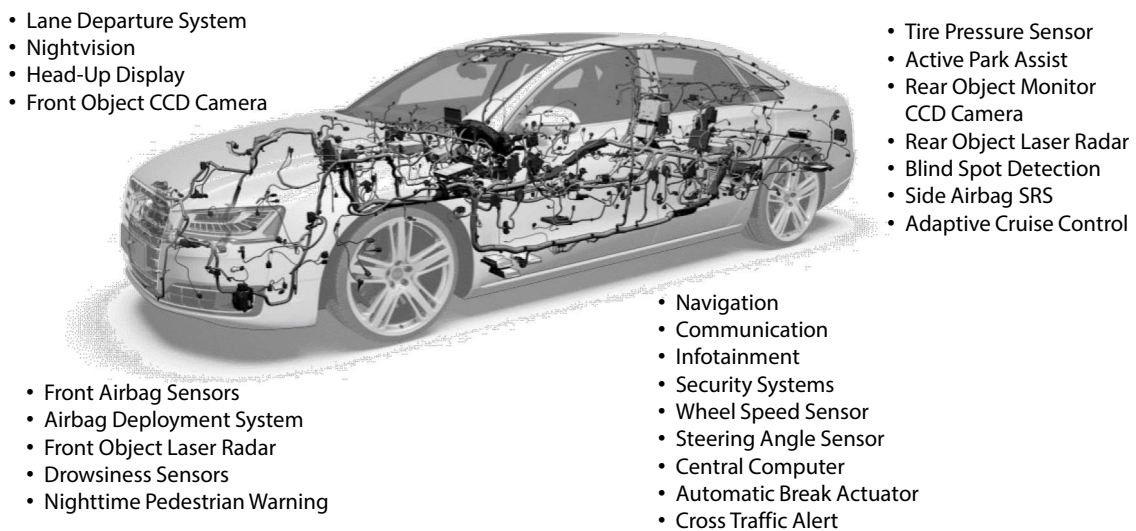 • Lane Departure System
• Nightvision
• Head-Up Display
• Front Object CCD Camera
• Tire Pressure Sensor
• Active Park Assist
• Rear Object Monitor
CCD Camera
• Rear Object Laser Radar
• Blind Spot Detection
• Side Airbag SRS
• Adaptive Cruise Control
• Front Airbag Sensors
• Airbag Deployment System
• Front Object Laser Radar
• Drowsiness Sensors
• Nighttime Pedestrian Warning
• Navigation
• Communication
• Infotainment
• Security Systems
• Wheel Speed Sensor
• Steering Angle Sensor
• Central Computer
• Automatic Break Actuator
• Cross Traffic Alert